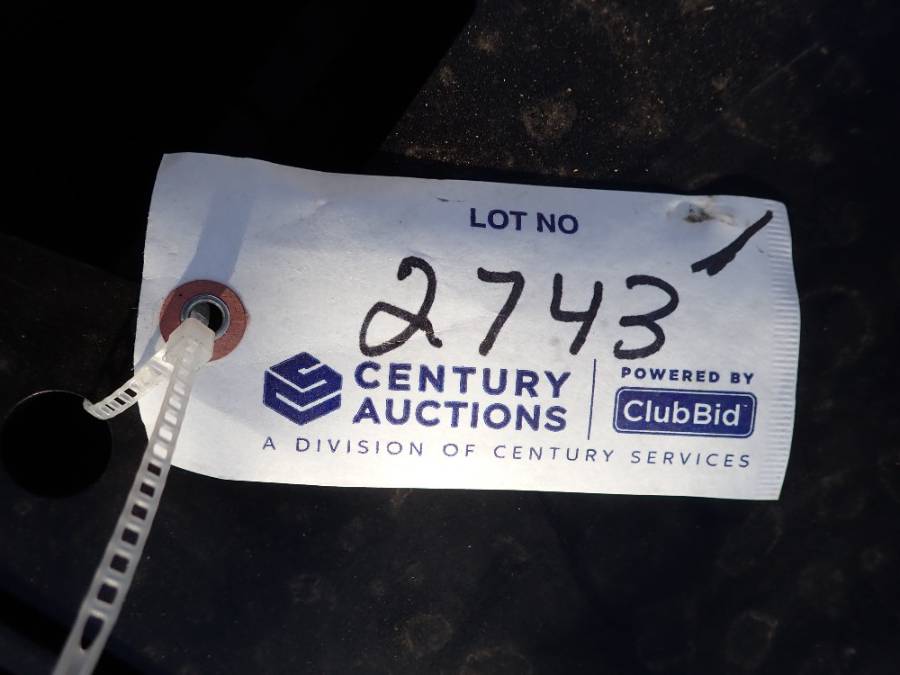 LOT NO
2743
CENTURY AUCTIONS
POWERED BY
ClubBid
A DIVISION OF CENTURY SERVICES